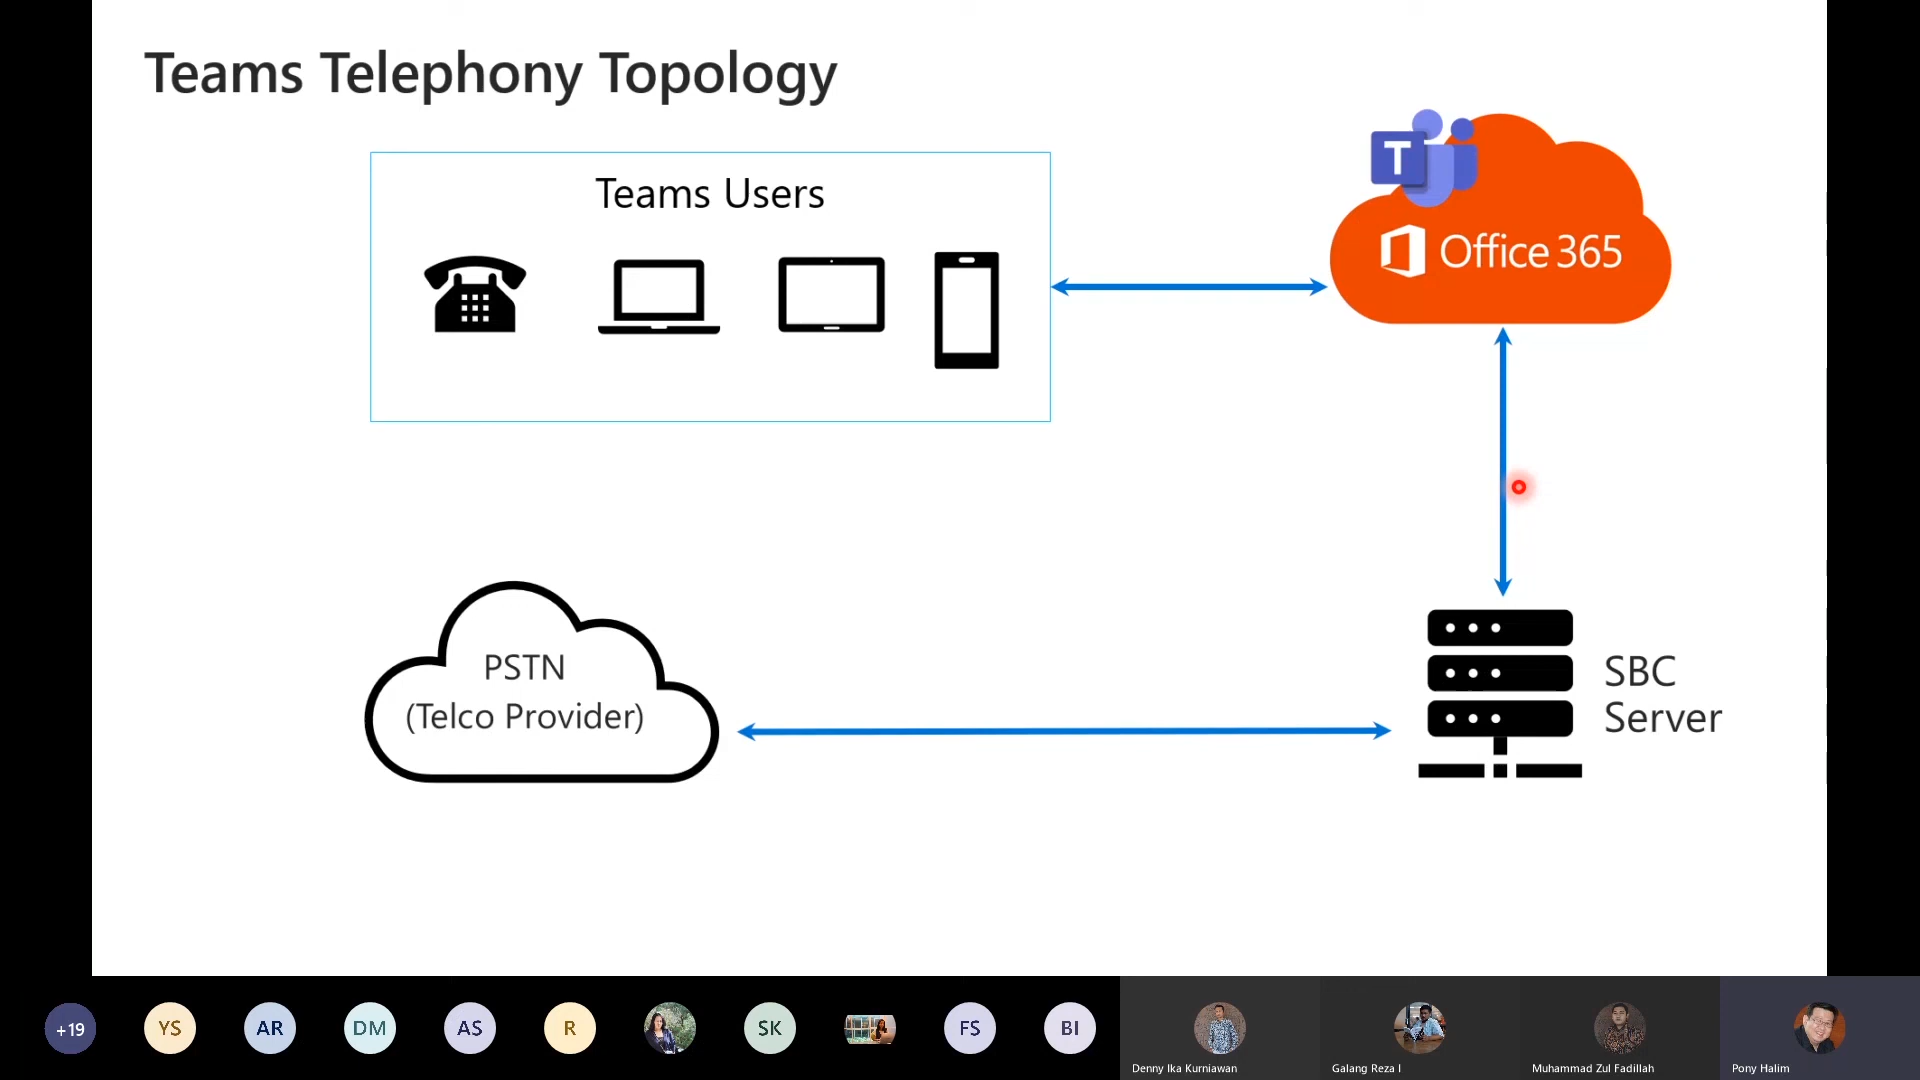 Teams Telephony Topology
Teams Users
T
Office 365
PSTN
(Telco Provider)
SBC
Server
+19
YS
AR
DM
AS
R
SK
FS
BI
Denny Ika Kurniawan
Galang Reza I
Muhammad Zul Fadillah
Pony Halim